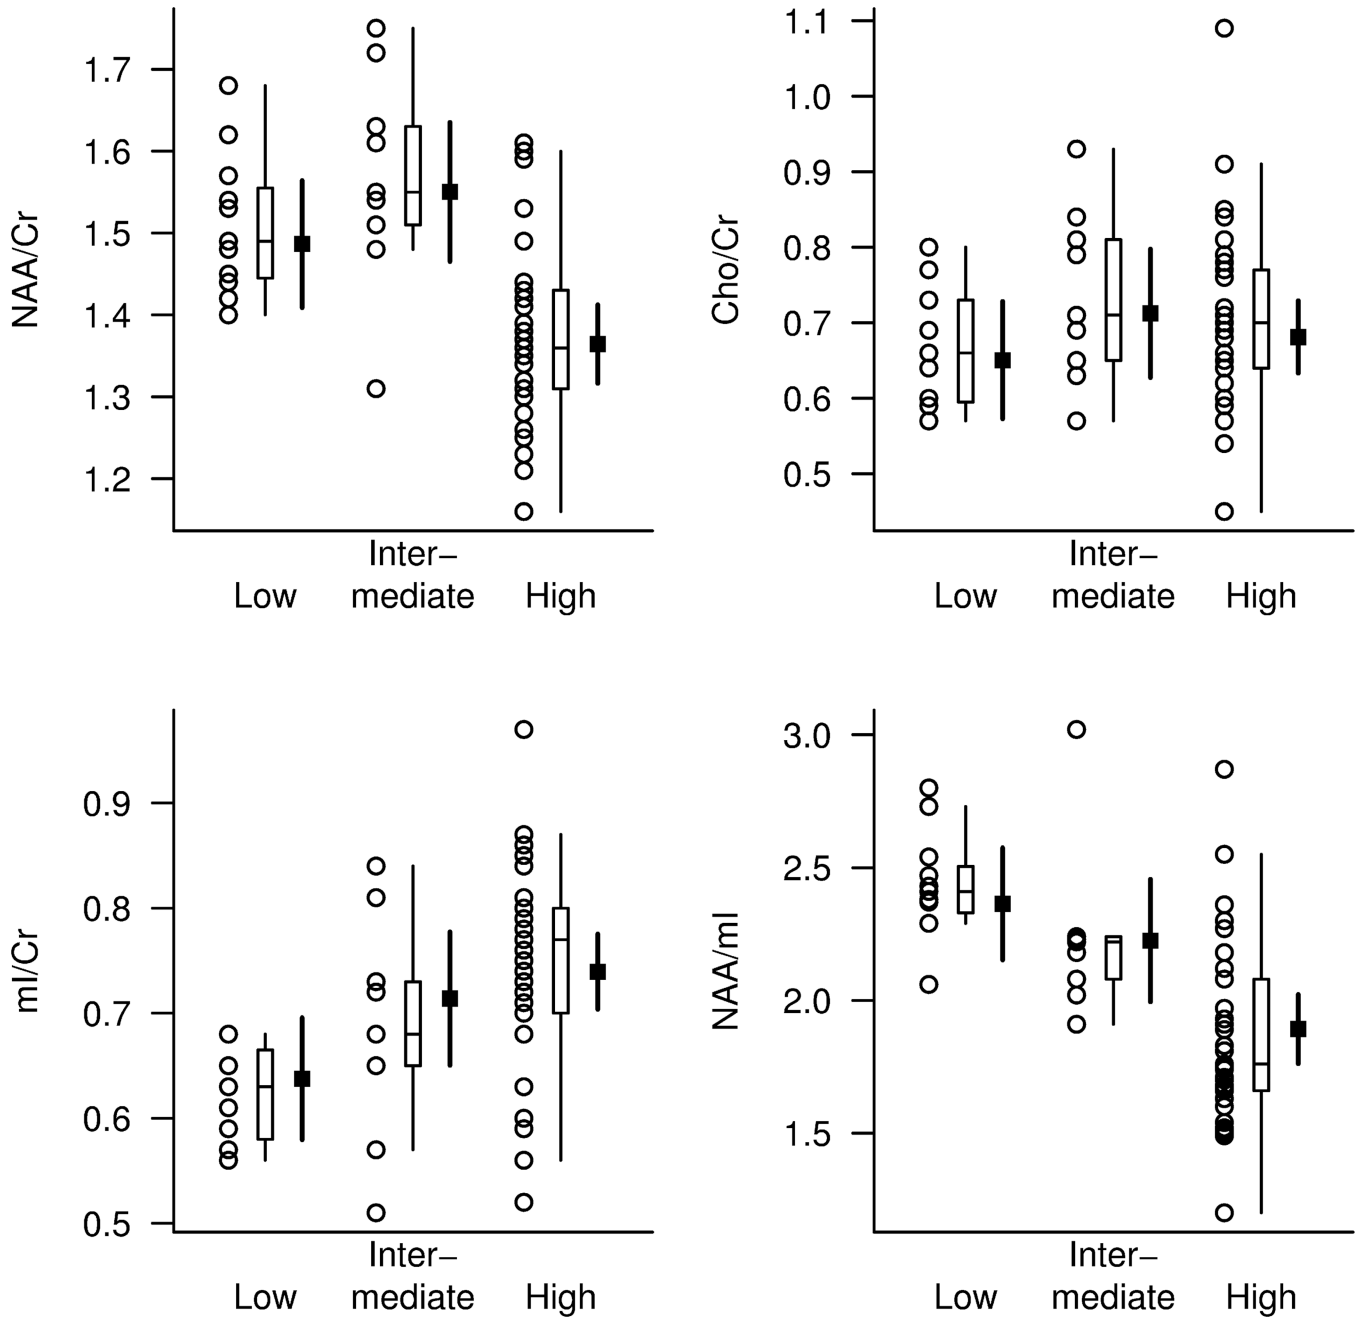 NAA/Cr
1.7
1.6
1.5
1.4
1.3
1.2
Inter–
Low mediate High
Cho/Cr
1.1
1.0
0.9
0.8
0.7
0.6
0.5
Inter–
Low mediate High
mI/Cr
0.9
0.8
0.7
0.6
0.5
Inter–
Low mediate High
NAA/mI
3.0
2.5
2.0
1.5
Inter–
Low mediate High